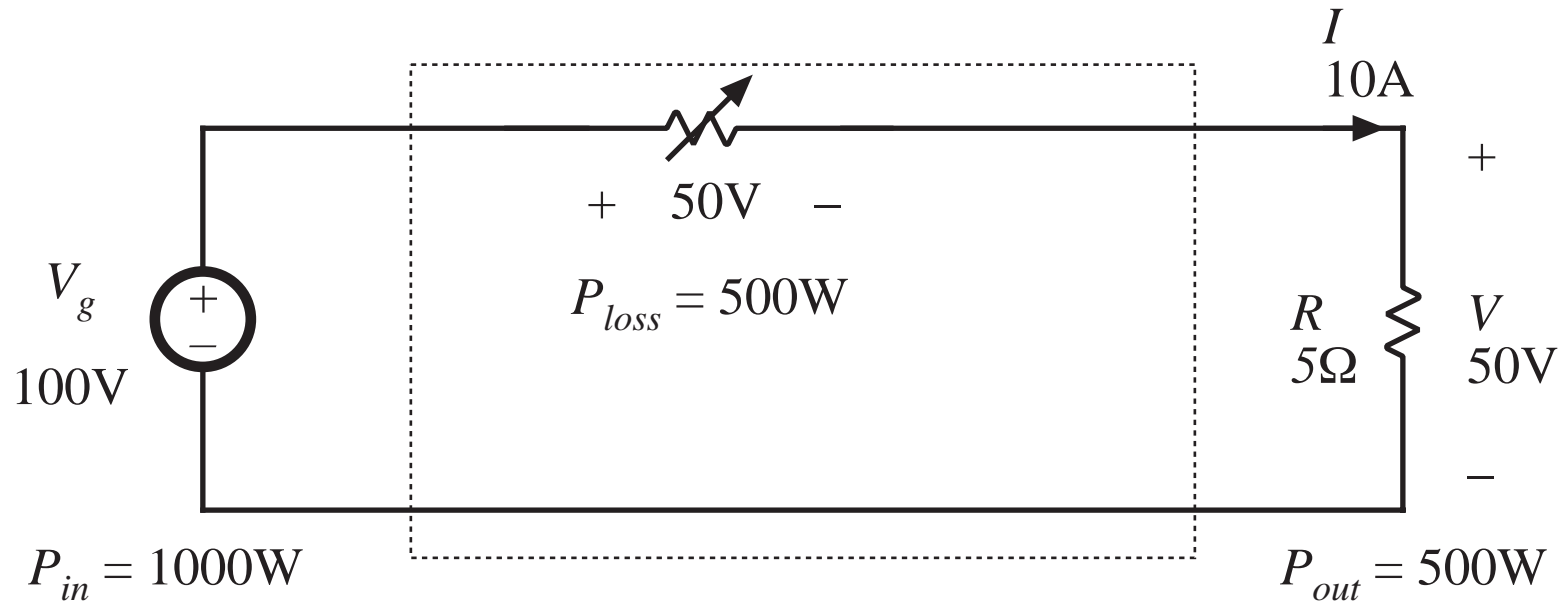 I
10A
+
+ 50V −
V_g
+
−
100V
P_loss = 500W
R
5Ω
V
50V
−
P_in = 1000W
P_out = 500W